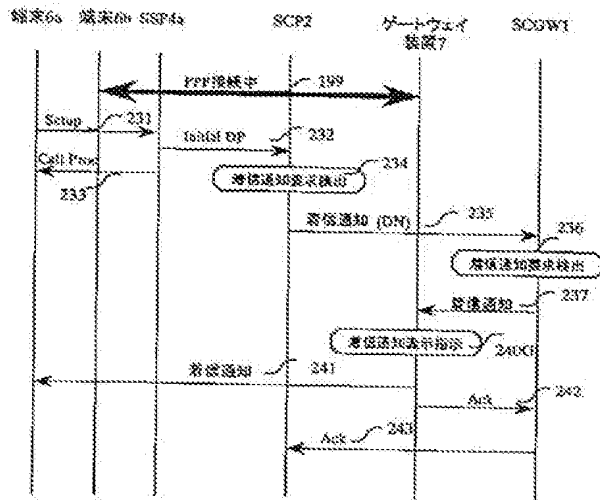 端末6a 端末6b SSP4a SCP2 ゲートウェイ装置7 SCGW1
PPP接続中 199
Setup 231
Initial DP 232
Call Proc 233
着信通知要求検出 234
着信通知 (DN) 235
着信通知要求検出 236
着信通知 237
着信通知表示指示 240
着信通知 241
Ack 242
Ack 243